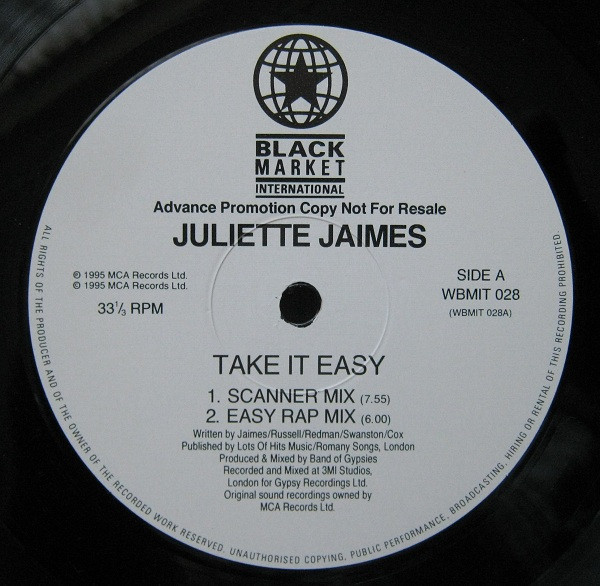 BLACK
MARKET
INTERNATIONAL
Advance Promotion Copy Not For Resale
JULIETTE JAIMES
℗ 1995 MCA Records Ltd.
© 1995 MCA Records Ltd.
33⅓ RPM
SIDE A
WBMIT 028
(WBMIT 028A)
TAKE IT EASY
1. SCANNER MIX (7.55)
2. EASY RAP MIX (6.00)
Written by Jaimes/Russell/Redman/Swanston/Cox
Published by Lots Of Hits Music/Romany Songs, London
Produced & Mixed by Band of Gypsies
Recorded and Mixed at 3MI Studios,
London for Gypsy Recordings Ltd.
Original sound recordings owned by
MCA Records Ltd.
ALL RIGHTS OF THE PRODUCER AND OF THE OWNER OF THE RECORDED WORK RESERVED. UNAUTHORISED COPYING, PUBLIC PERFORMANCE, BROADCASTING, HIRING OR RENTAL OF THIS RECORDING PROHIBITED.